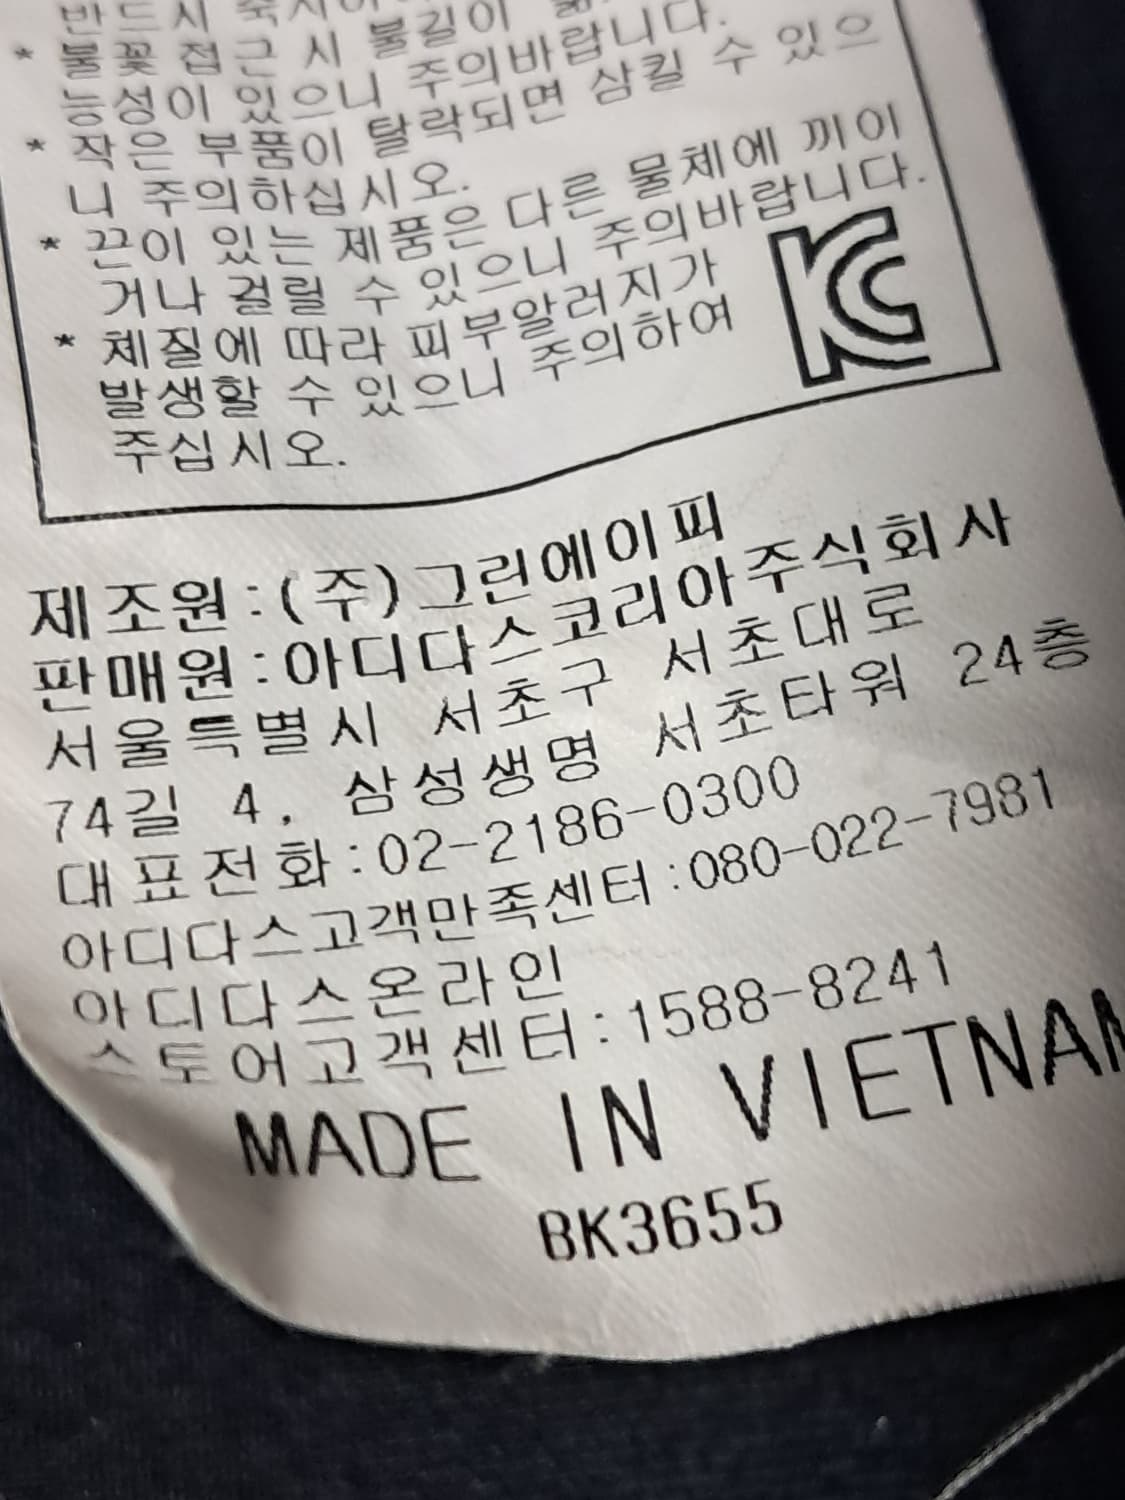 * 불꽃 접근 시 불길이
능성이 있으니 주의바랍니다.
* 작은 부품이 탈락되면 삼킬 수 있으
니 주의하십시오.
* 끈이 있는 제품은 다른 물체에 끼이
거나 걸릴 수 있으니 주의바랍니다.
* 체질에 따라 피부알러지가
발생할 수 있으니 주의하여
주십시오.
제조원:(주)그린에이피
판매원:아디다스코리아주식회사
서울특별시 서초구 서초대로
74길 4, 삼성생명 서초타워 24층
대표전화:02-2186-0300
아디다스고객만족센터:080-022-7981
아디다스온라인
스토어고객센터:1588-8241
MADE IN VIETNAM
BK3655